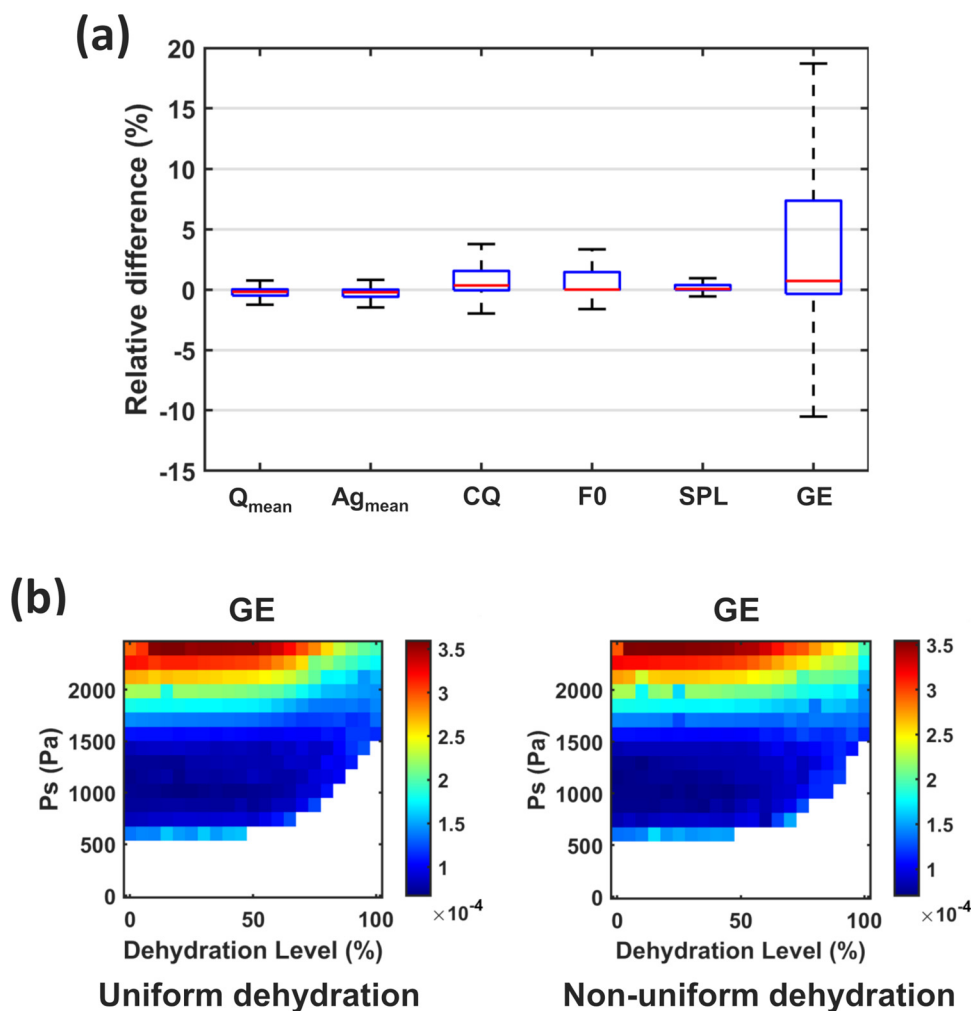 (a)
Relative difference (%)
20
15
10
5
0
-5
-10
-15
Qmean Agmean CQ F0 SPL GE
(b)
GE
Ps (Pa)
2000
1500
1000
500
0
0 50 100
Dehydration Level (%)
3.5
3
2.5
2
1.5
1
×10-4
Uniform dehydration
GE
Ps (Pa)
2000
1500
1000
500
0
0 50 100
Dehydration Level (%)
3.5
3
2.5
2
1.5
1
×10-4
Non-uniform dehydration